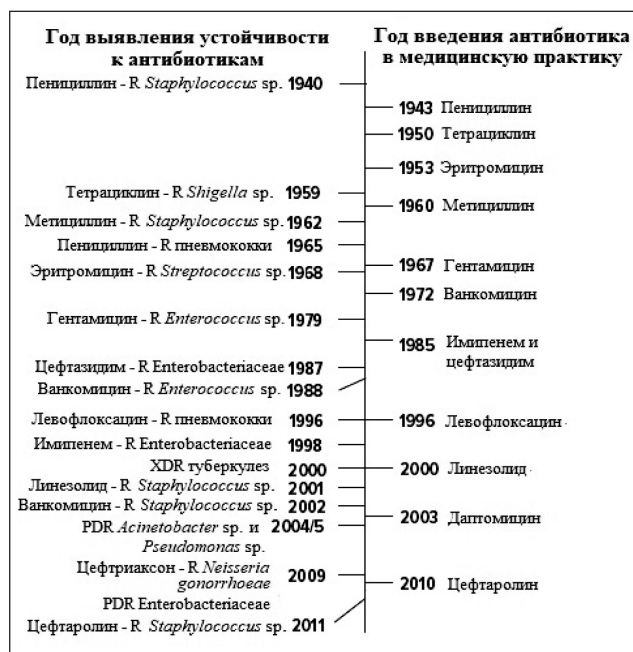 Год выявления устойчивости
к антибиотикам
Пенициллин - R Staphylococcus sp. 1940
Тетрациклин - R Shigella sp. 1959
Метициллин - R Staphylococcus sp. 1962
Пенициллин - R пневмококки 1965
Эритромицин - R Streptococcus sp. 1968
Гентамицин - R Enterococcus sp. 1979
Цефтазидим - R Enterobacteriaceae 1987
Ванкомицин - R Enterococcus sp. 1988
Левофлоксацин - R пневмококки 1996
Имипенем - R Enterobacteriaceae 1998
XDR туберкулез 2000
Линезолид - R Staphylococcus sp. 2001
Ванкомицин - R Staphylococcus sp. 2002
PDR Acinetobacter sp. и 2004/5
Pseudomonas sp.
Цефтриаксон - R Neisseria
gonorrhoeae 2009
PDR Enterobacteriaceae
Цефтаролин - R Staphylococcus sp. 2011
Год введения антибиотика
в медицинскую практику
1943 Пенициллин
1950 Тетрациклин
1953 Эритромицин
1960 Метициллин
1967 Гентамицин
1972 Ванкомицин
1985 Имипенем и
цефтазидим
1996 Левофлоксацин
2000 Линезолид
2003 Даптомицин
2010 Цефтаролин